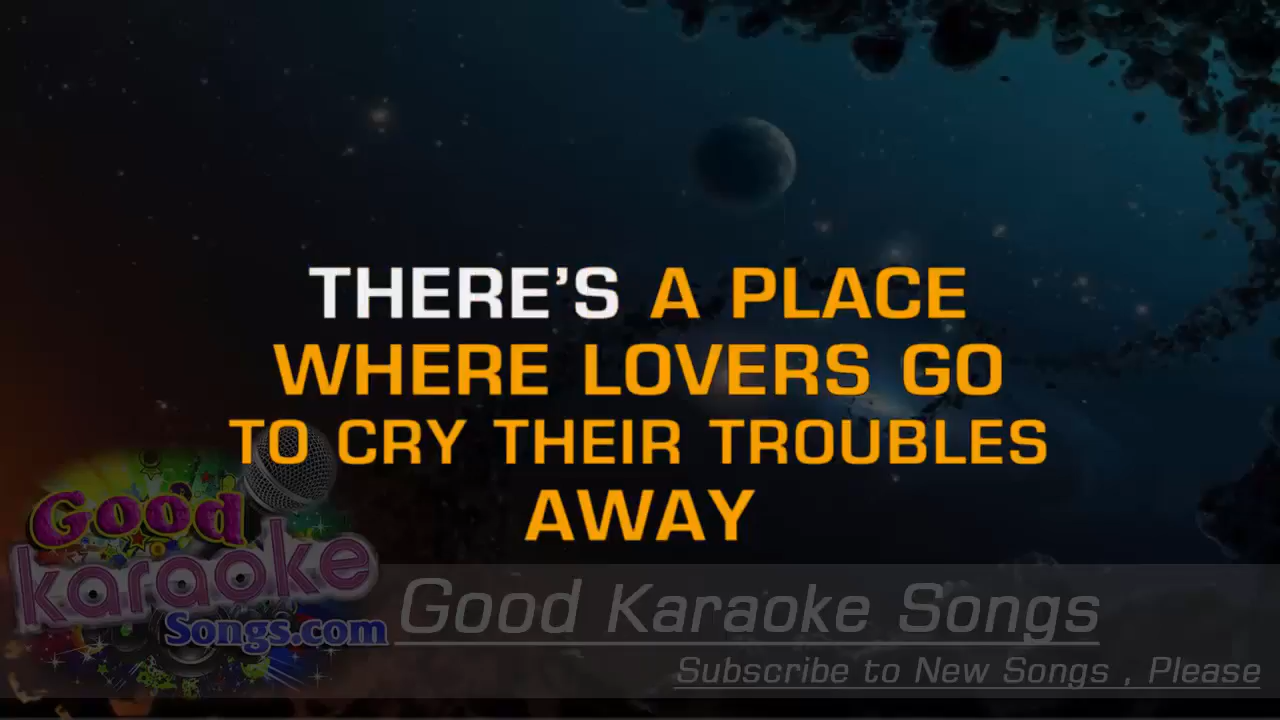 THERE'S A PLACE
WHERE LOVERS GO
TO CRY THEIR TROUBLES
AWAY
Good
karaoke
Songs.com
Good Karaoke Songs
Subscribe to New Songs , Please